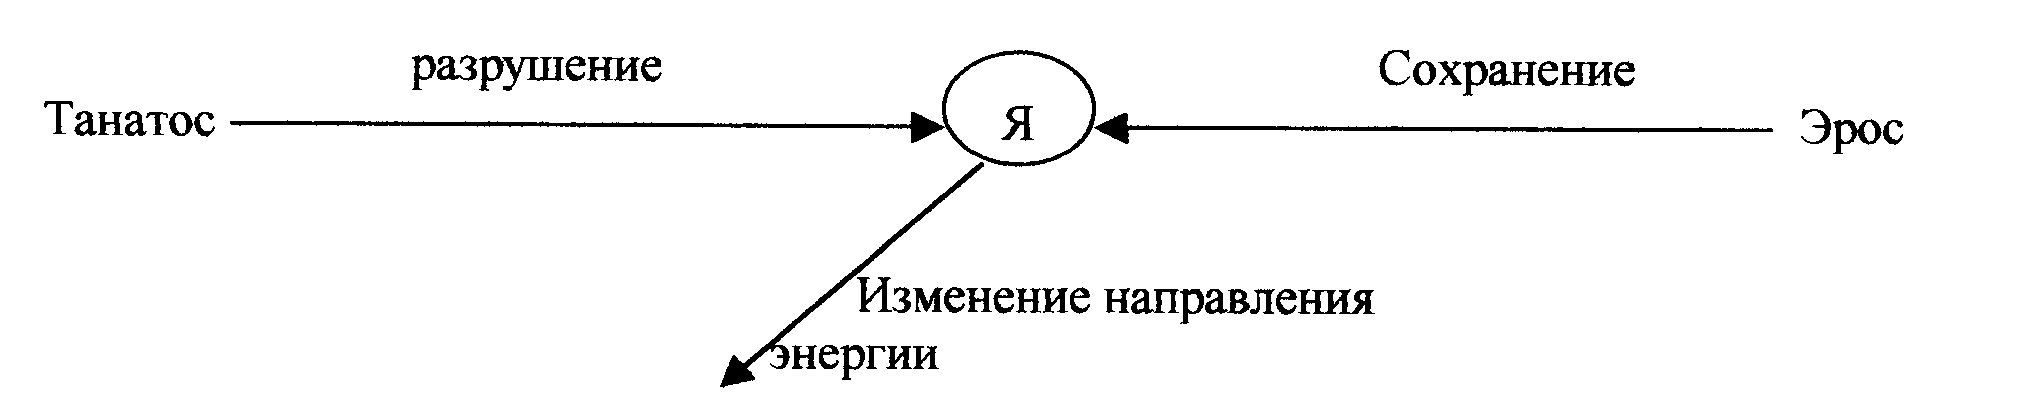 разрушение
Сохранение
Танатос
Я
Эрос
Изменение направления
энергии